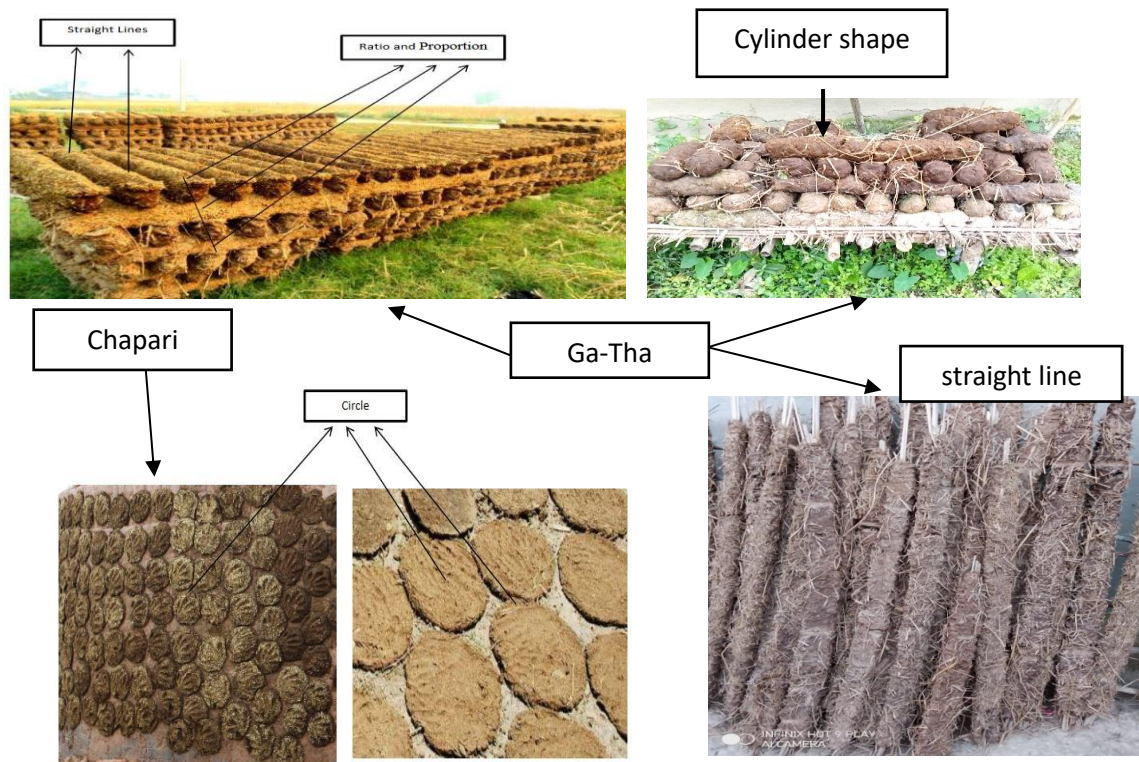 Straight Lines
Ratio and Proportion
Cylinder shape
Chapari
Ga-Tha
straight line
Circle
INFINIX HOT 9 PLAY
AI CAMERA